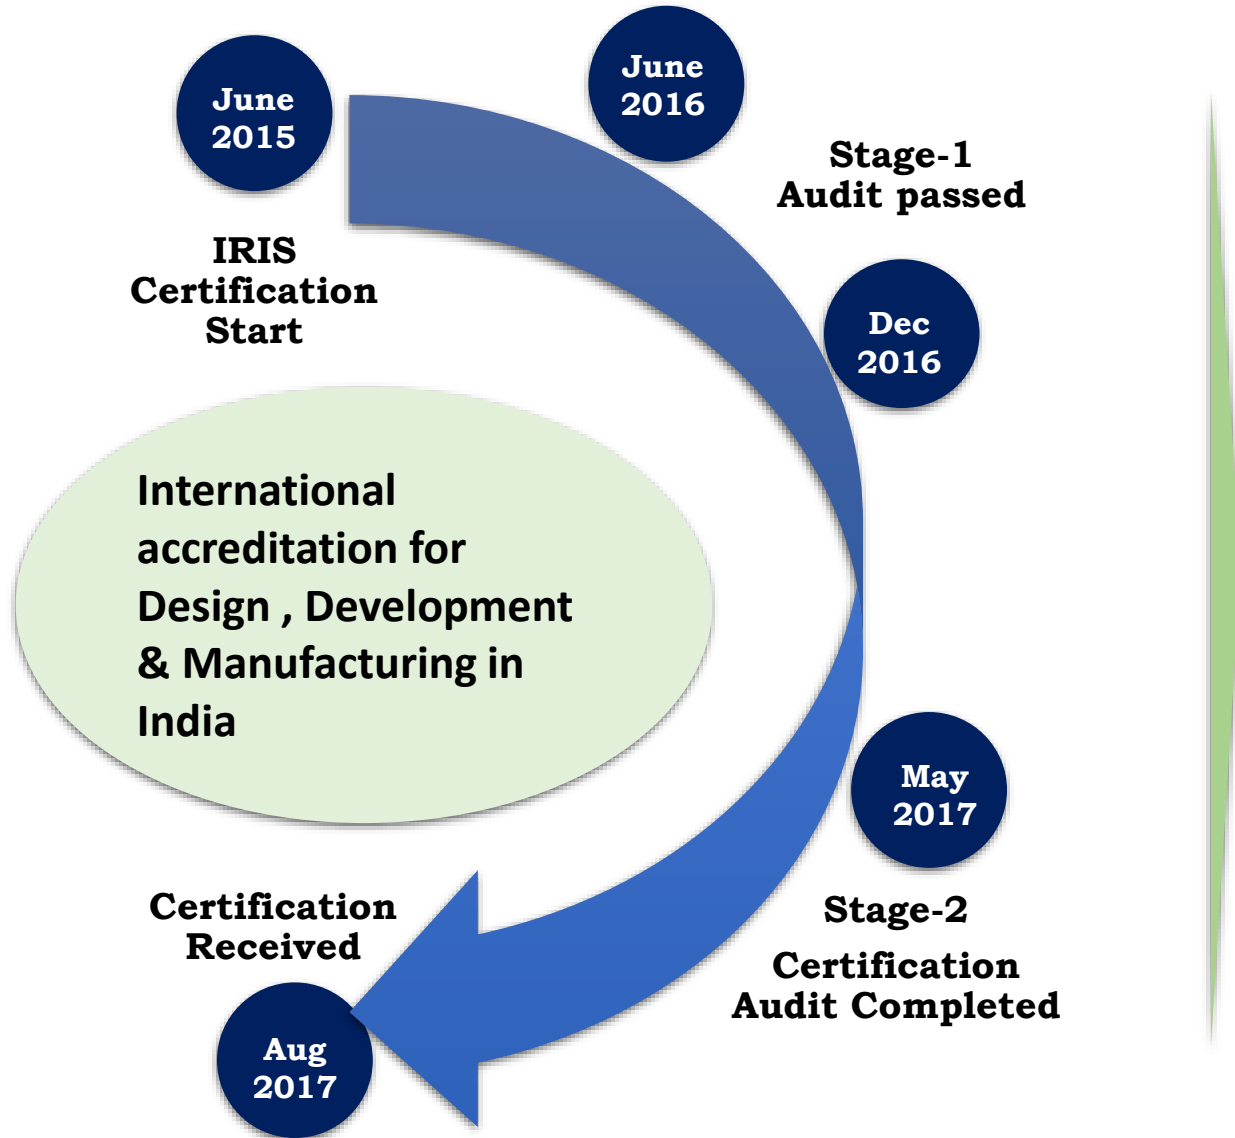 June
2015
IRIS
Certification
Start
June
2016
Stage-1
Audit passed
Dec
2016
International
accreditation for
Design , Development
& Manufacturing in
India
May
2017
Stage-2
Certification
Audit Completed
Certification
Received
Aug
2017